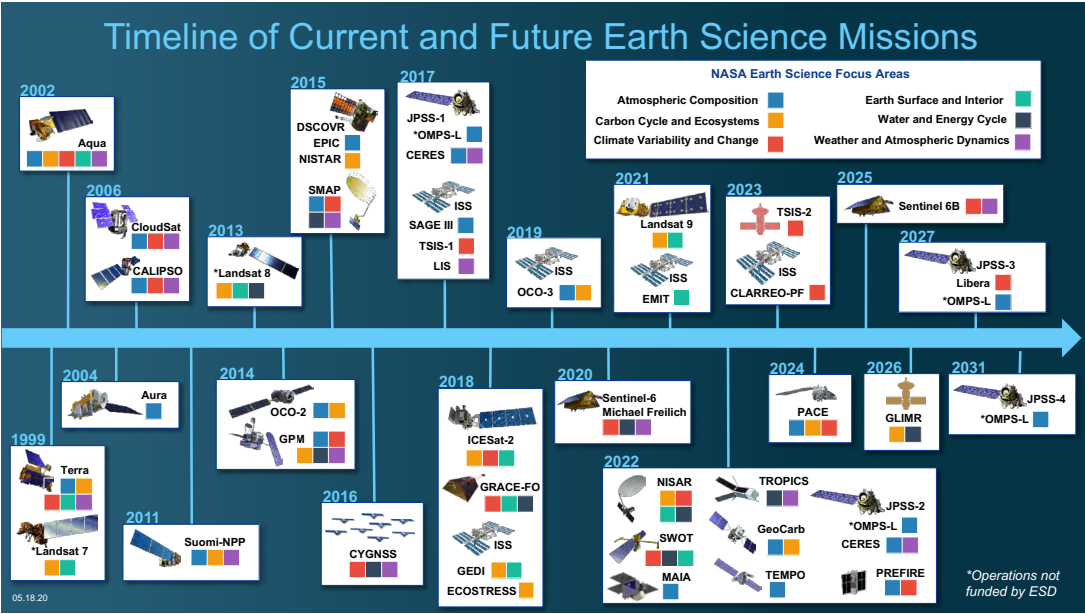 Timeline of Current and Future Earth Science Missions
NASA Earth Science Focus Areas
Atmospheric Composition
Carbon Cycle and Ecosystems
Climate Variability and Change
Earth Surface and Interior
Water and Energy Cycle
Weather and Atmospheric Dynamics
2002
Aqua
2006
CloudSat
CALIPSO
2013
*Landsat 8
2015
DSCOVR
EPIC
NISTAR
SMAP
2017
JPSS-1
*OMPS-L
CERES
ISS
SAGE III
TSIS-1
LIS
2019
ISS
OCO-3
2021
Landsat 9
ISS
EMIT
2023
TSIS-2
ISS
CLARREO-PF
2025
Sentinel 6B
2027
JPSS-3
Libera
*OMPS-L
1999
Terra
*Landsat 7
2004
Aura
2011
Suomi-NPP
2014
OCO-2
GPM
2016
CYGNSS
2018
ICESat-2
GRACE-FO
ISS
GEDI
ECOSTRESS
2020
Sentinel-6
Michael Freilich
2022
NISAR
SWOT
MAIA
TROPICS
GeoCarb
TEMPO
JPSS-2
*OMPS-L
CERES
PREFIRE
2024
PACE
2026
GLIMR
2031
JPSS-4
*OMPS-L
05.18.20
*Operations not
funded by ESD